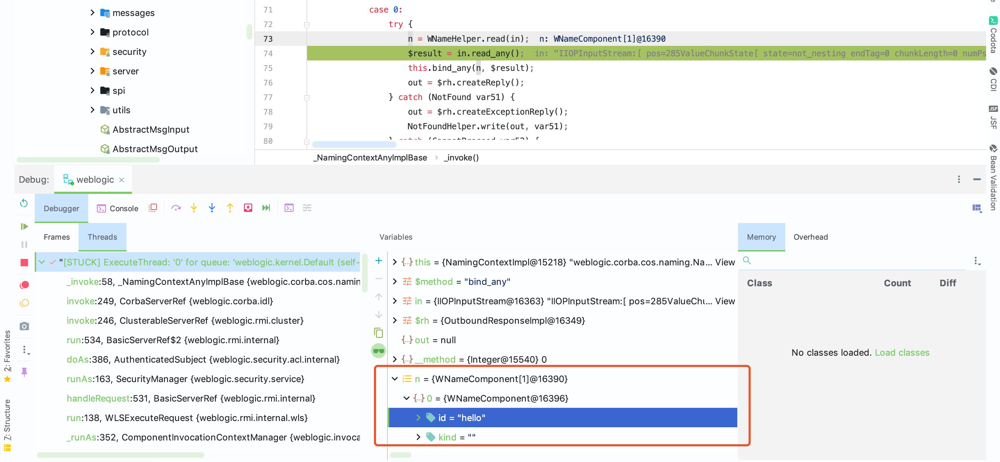 messages
protocol
security
server
spi
utils
AbstractMsgInput
AbstractMsgOutput
71 case 0:
72 try {
73 n = WNameHelper.read(in); n: WNameComponent[1]@16390
74 $result = in.read_any(); in: "IIOPInputStream:[ pos=285ValueChunkState[ state=not_nesting endTag=0 chunkLength=0 numPs
75 this.bind_any(n, $result);
76 out = $rh.createReply();
77 } catch (NotFound var51) {
78 out = $rh.createExceptionReply();
79 NotFoundHelper.write(out, var51);
80 } catch (CannotProceed var52) {
_NamingContextAnyImplBase › _invoke()
Codota
CDI
JSF
JSF
Bean Validation
Debug: weblogic
Debugger Console
Frames Threads
"[STUCK] ExecuteThread: '0' for queue: 'weblogic.kernel.Default (self-
_invoke:58, _NamingContextAnyImplBase {weblogic.corba.cos.namin
invoke:249, CorbaServerRef {weblogic.corba.idl}
invoke:246, ClusterableServerRef {weblogic.rmi.cluster}
run:534, BasicServerRef$2 {weblogic.rmi.internal}
doAs:386, AuthenticatedSubject {weblogic.security.acl.internal}
runAs:163, SecurityManager {weblogic.security.service}
handleRequest:531, BasicServerRef {weblogic.rmi.internal}
run:138, WLSExecuteRequest {weblogic.rmi.internal.wls}
_runAs:352, ComponentInvocationContextManager {weblogic.invoca
Variables
this = {NamingContextImpl@15218} "weblogic.corba.cos.naming.Na... View
$method = "bind_any"
in = {IIOPInputStream@16363} "IIOPInputStream:[ pos=285ValueChu... View
$rh = {OutboundResponseImpl@16349}
out = null
__method = {Integer@15540} 0
n = {WNameComponent[1]@16390}
0 = {WNameComponent@16396}
id = "hello"
kind = ""
Memory Overhead
Class Count Diff
No classes loaded. Load classes
2: Favorites
7: Structure